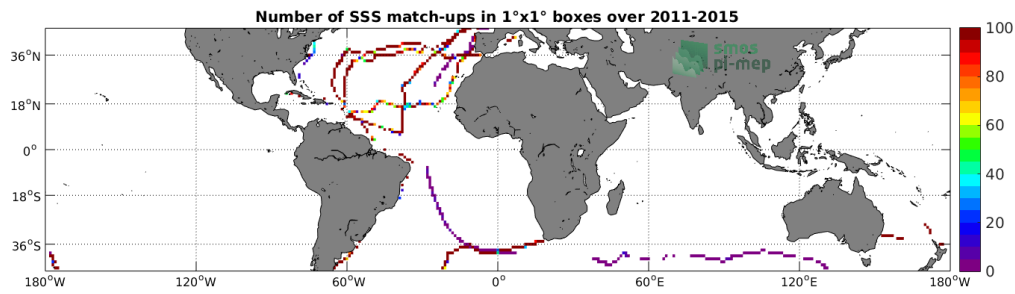 Number of SSS match-ups in 1°x1° boxes over 2011-2015
smos
pi-mep
36°N
18°N
0°
18°S
36°S
180°W
120°W
60°W
0°
60°E
120°E
180°W
100
80
60
40
20
0